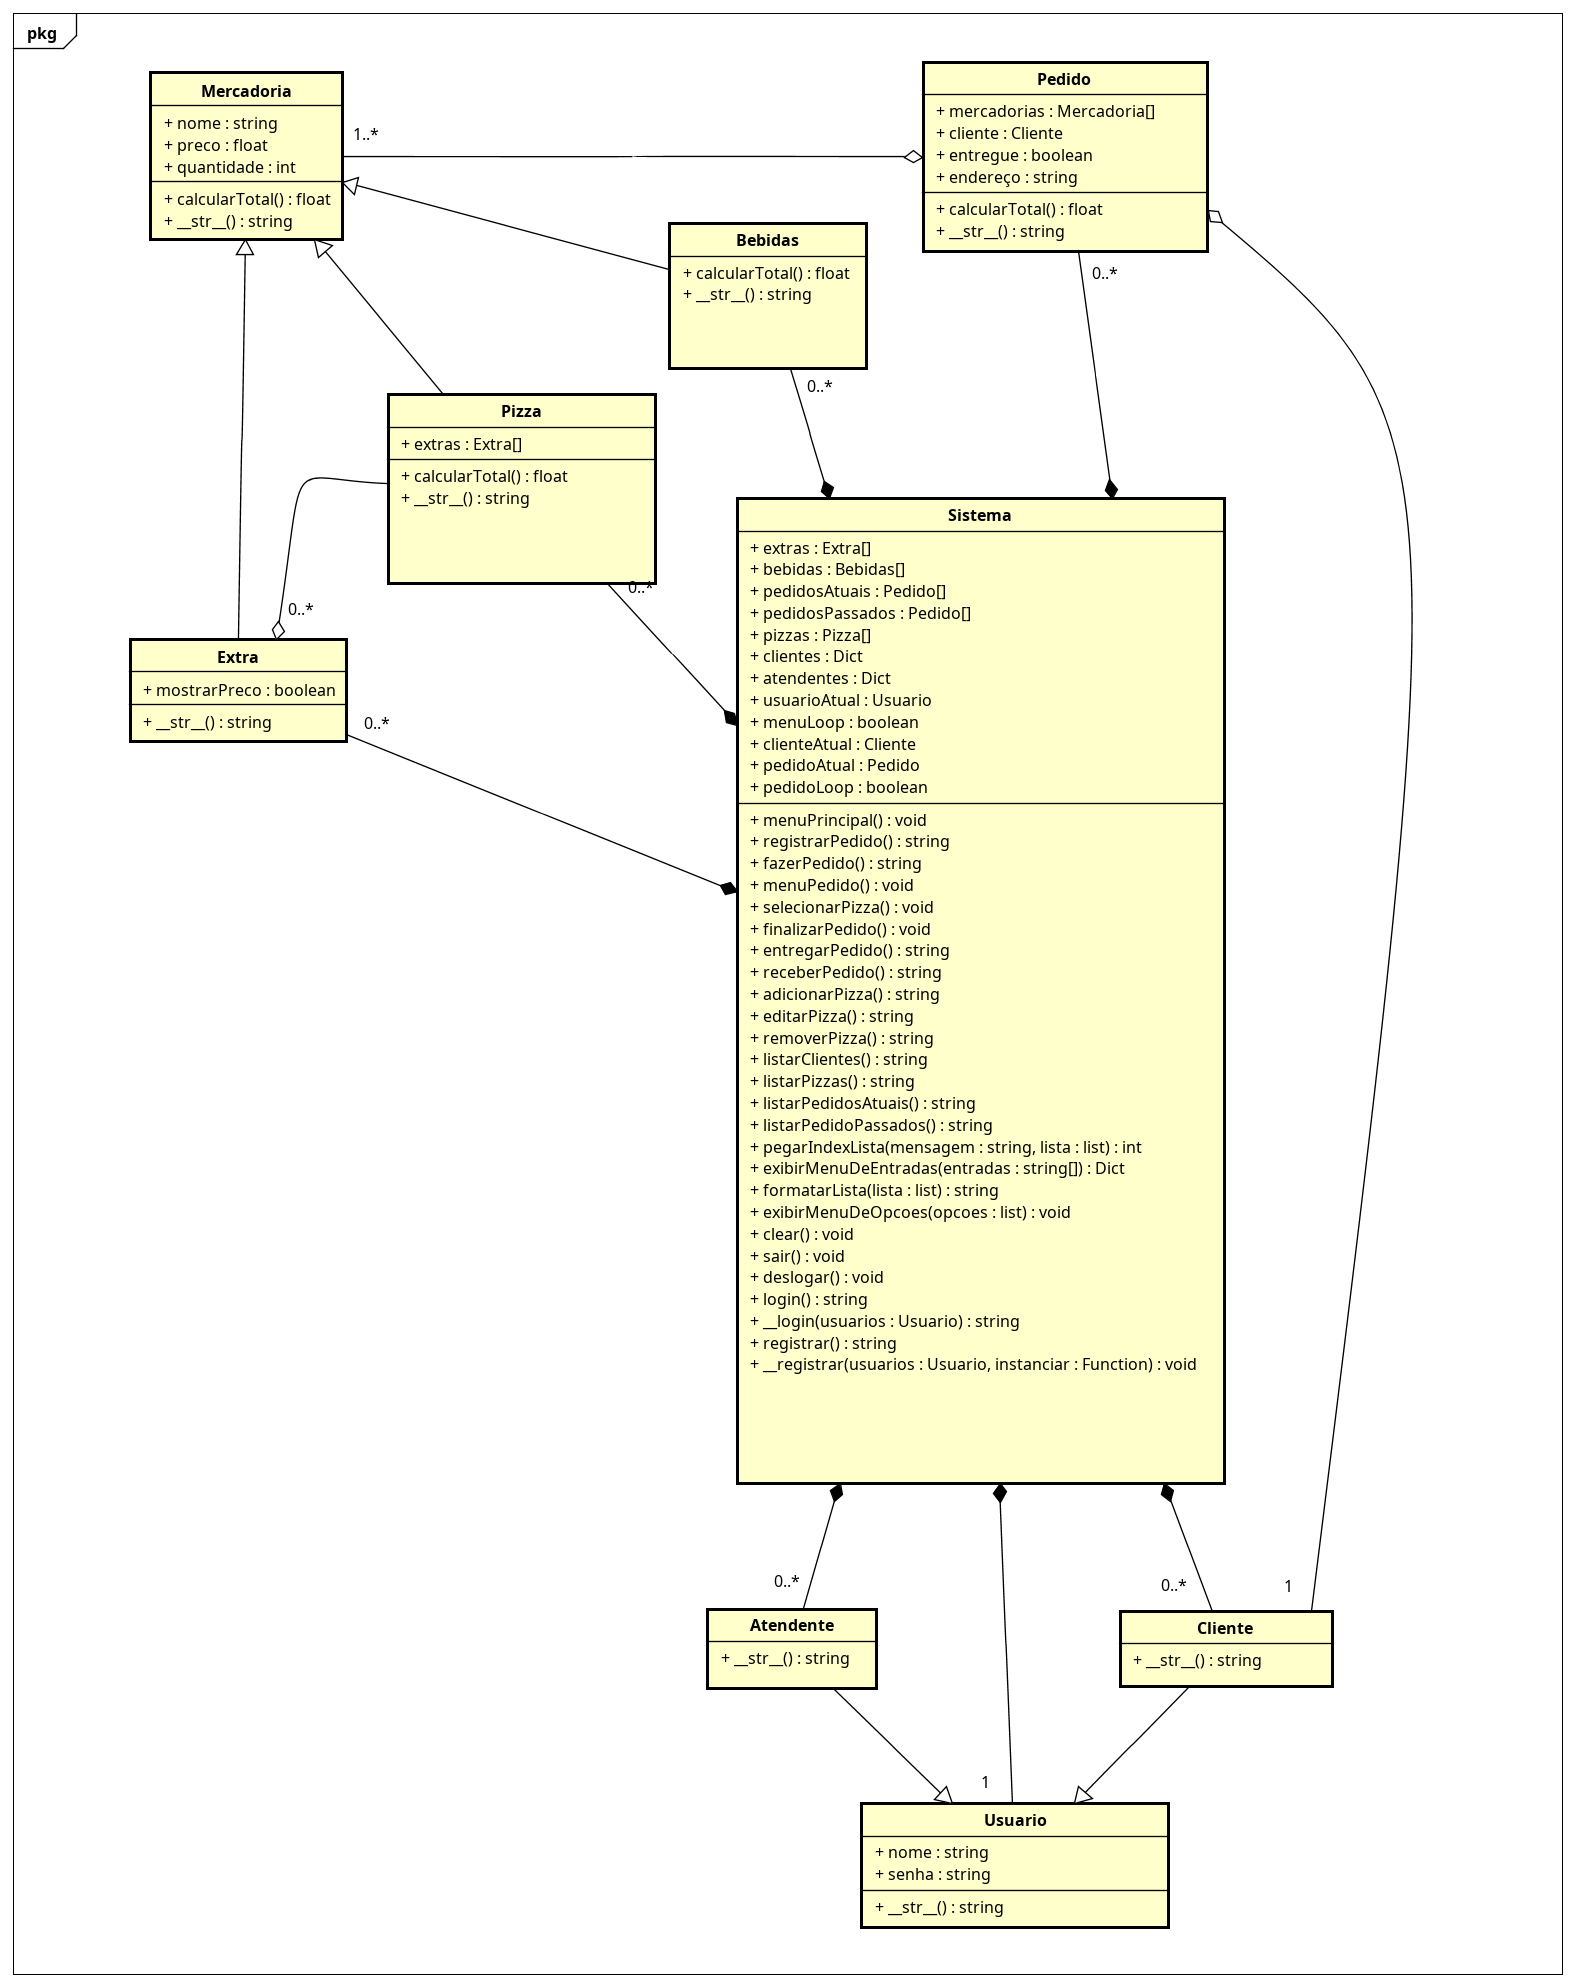 pkg
Mercadoria
+ nome : string
+ preco : float
+ quantidade : int
+ calcularTotal() : float
+ __str__() : string
1..*
Pedido
+ mercadorias : Mercadoria[]
+ cliente : Cliente
+ entregue : boolean
+ endereço : string
+ calcularTotal() : float
+ __str__() : string
0..*
Bebidas
+ calcularTotal() : float
+ __str__() : string
0..*
Pizza
+ extras : Extra[]
+ calcularTotal() : float
+ __str__() : string
0..*
0..*
Extra
+ mostrarPreco : boolean
+ __str__() : string
0..*
Sistema
+ extras : Extra[]
+ bebidas : Bebidas[]
+ pedidosAtuais : Pedido[]
+ pedidosPassados : Pedido[]
+ pizzas : Pizza[]
+ clientes : Dict
+ atendentes : Dict
+ usuarioAtual : Usuario
+ menuLoop : boolean
+ clienteAtual : Cliente
+ pedidoAtual : Pedido
+ pedidoLoop : boolean
+ menuPrincipal() : void
+ registrarPedido() : string
+ fazerPedido() : string
+ menuPedido() : void
+ selecionarPizza() : void
+ finalizarPedido() : void
+ entregarPedido() : string
+ receberPedido() : string
+ adicionarPizza() : string
+ editarPizza() : string
+ removerPizza() : string
+ listarClientes() : string
+ listarPizzas() : string
+ listarPedidosAtuais() : string
+ listarPedidoPassados() : string
+ pegarIndexLista(mensagem : string, lista : list) : int
+ exibirMenuDeEntradas(entradas : string[]) : Dict
+ formatarLista(lista : list) : string
+ exibirMenuDeOpcoes(opcoes : list) : void
+ clear() : void
+ sair() : void
+ deslogar() : void
+ login() : string
+ __login(usuarios : Usuario) : string
+ registrar() : string
+ __registrar(usuarios : Usuario, instanciar : Function) : void
0..*
0..*
1
Atendente
+ __str__() : string
Cliente
+ __str__() : string
1
Usuario
+ nome : string
+ senha : string
+ __str__() : string